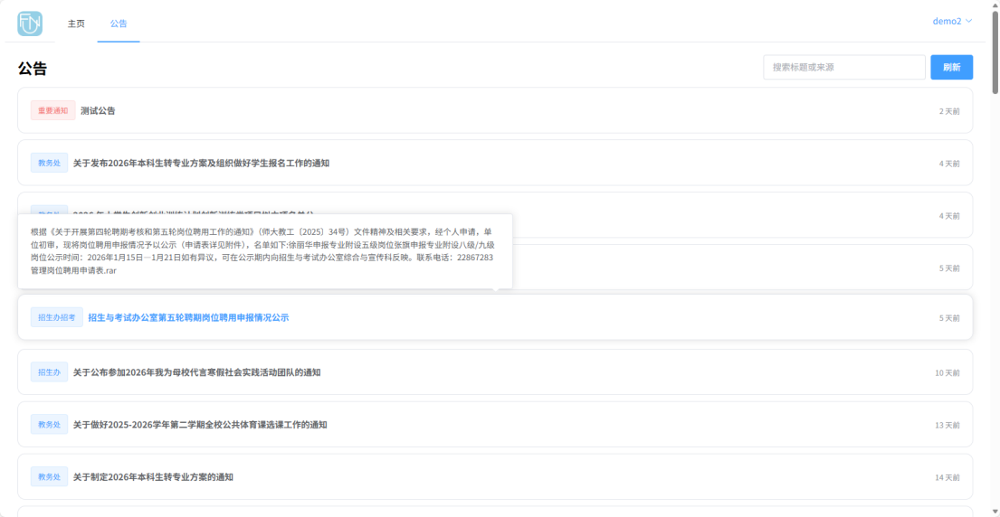 主页
公告
demo2
公告
搜索标题或来源
刷新
重要通知 测试公告 2 天前
教务处 关于发布2026年本科生转专业方案及组织做好学生报名工作的通知 4 天前
4 天前
根据《关于开展第四轮聘期考核和第五轮岗位聘用工作的通知》（师大教工〔2025〕34号）文件精神及相关要求，经个人申请，单
位初审，现将岗位聘用申报情况予以公示（申请表详见附件），名单如下:徐丽华申报专业附设五级岗位张旗申报专业附设八级/九级
岗位公示时间：2026年1月15日—1月21日如有异议，可在公示期内向招生与考试办公室综合与宣传科反映。联系电话：22867283
管理岗位聘用申请表.rar
5 天前
招生办招考 招生与考试办公室第五轮聘期岗位聘用申报情况公示 5 天前
招生办 关于公布参加2026年我为母校代言寒假社会实践活动团队的通知 10 天前
教务处 关于做好2025-2026学年第二学期全校公共体育课选课工作的通知 13 天前
教务处 关于制定2026年本科生转专业方案的通知 14 天前